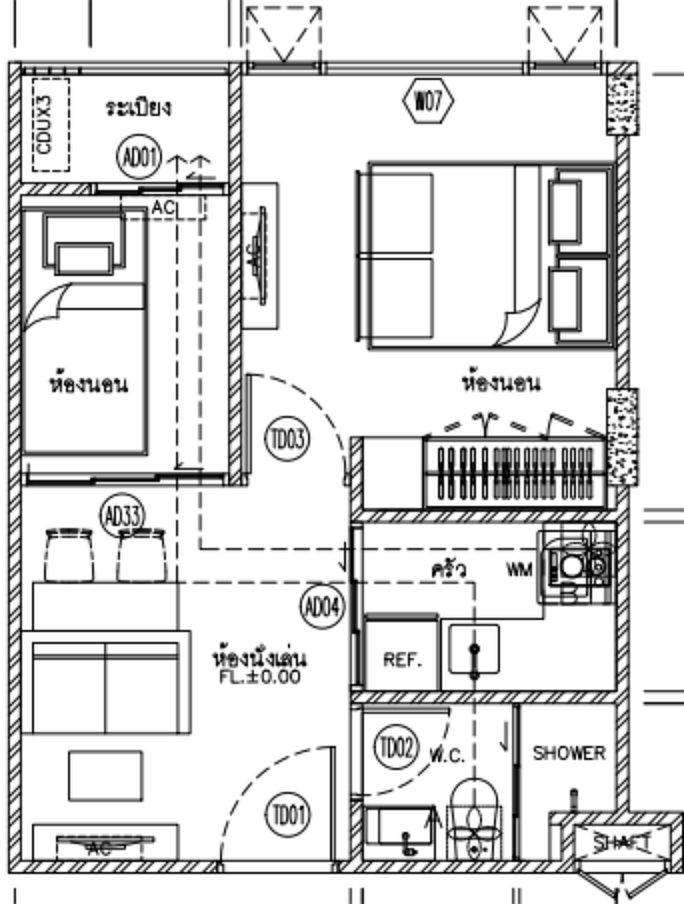 W07
CDUX3
ระเบียง
AD01
AC
AC
ห้องนอน
ห้องนอน
TD03
AD33
ครัว
WM
AD04
ห้องนั่งเล่น
FL.±0.00
REF.
TD02
W.C.
SHOWER
TD01
AC
SHAFT